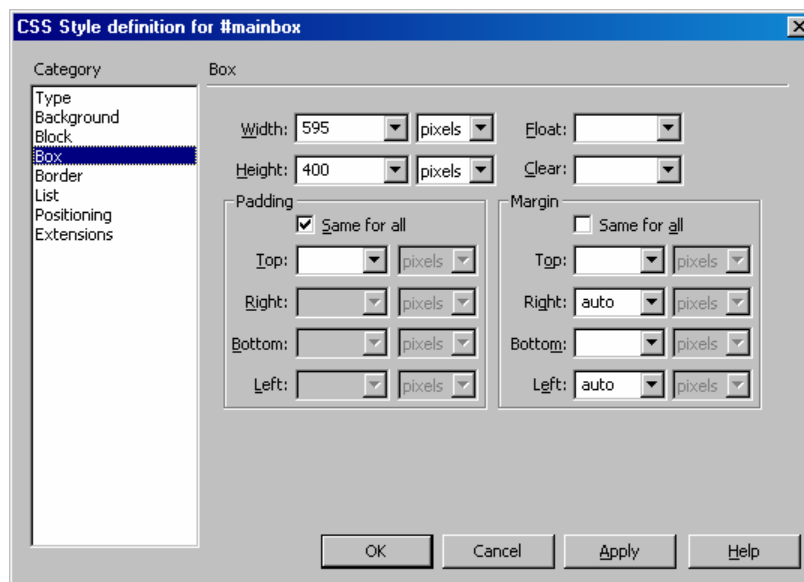 CSS Style definition for #mainbox
Category
Type
Background
Block
Box
Border
List
Positioning
Extensions
Box
Width: 595 pixels Float:
Height: 400 pixels Clear:
Padding
Same for all
Top: pixels
Right: pixels
Bottom: pixels
Left: pixels
Margin
Same for all
Top: pixels
Right: auto pixels
Bottom: pixels
Left: auto pixels
OK Cancel Apply Help